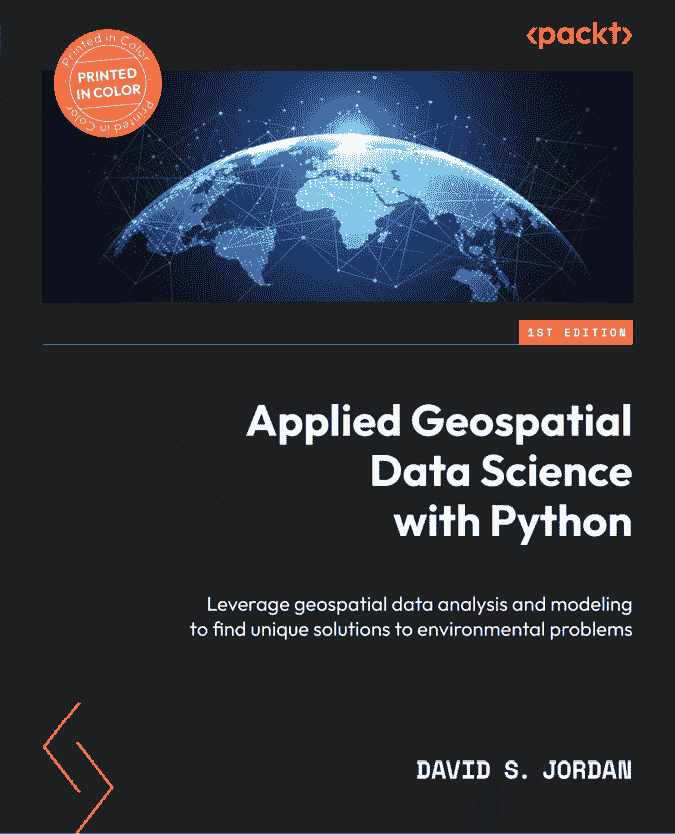 <packt>
Printed in Color
PRINTED
IN COLOR
Printed in Color
1ST EDITION
Applied Geospatial
Data Science
with Python
Leverage geospatial data analysis and modeling
to find unique solutions to environmental problems
DAVID S. JORDAN